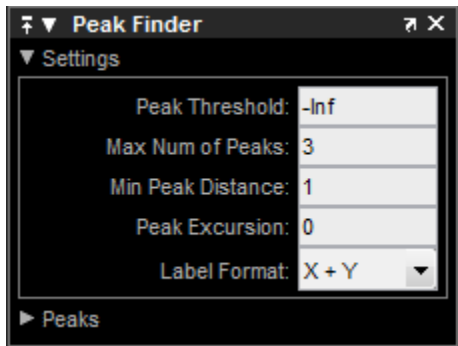 Peak Finder
Settings
Peak Threshold: -Inf
Max Num of Peaks: 3
Min Peak Distance: 1
Peak Excursion: 0
Label Format: X + Y
Peaks